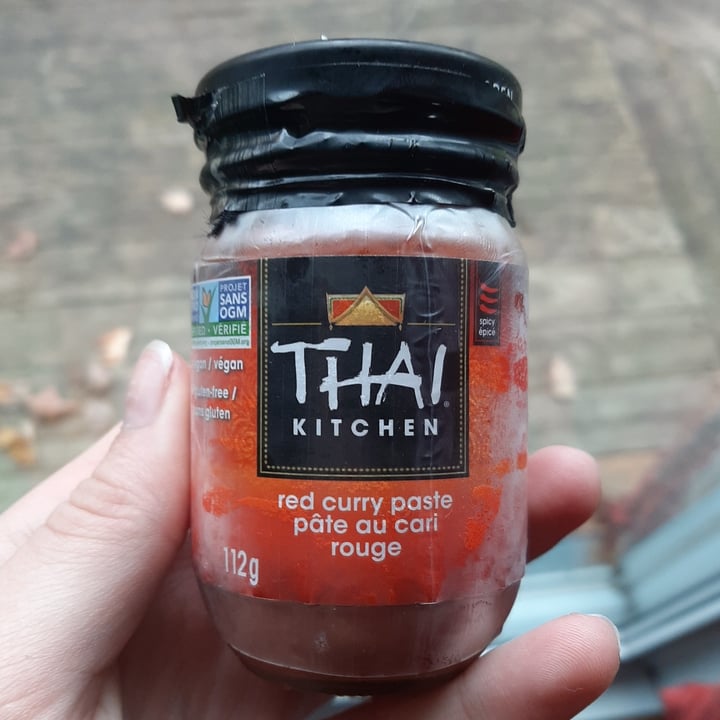 PROJET
SANS
OGM
VÉRIFIÉ
vegan / végan
gluten-free /
sans gluten
THAI
KITCHEN
®
spicy
épicé
red curry paste
pâte au cari
rouge
112g